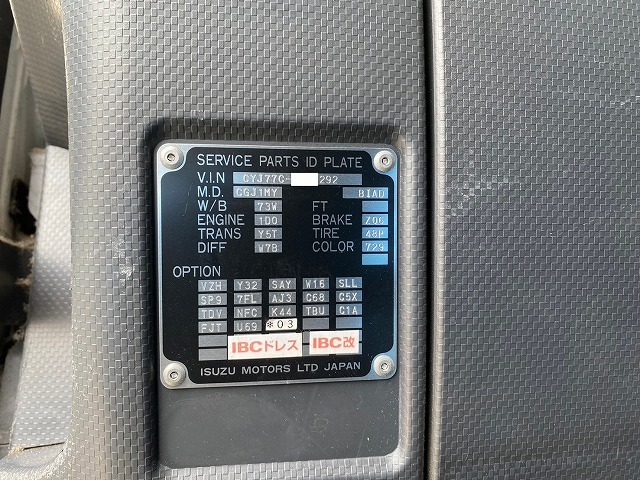 SERVICE PARTS ID PLATE
V.I.N CYJ77C- 292
M.D. CGJ1MY BIAD
W/B 73W FT
ENGINE 1D0 BRAKE Z06
TRANS Y5T TIRE 48P
DIFF W7B COLOR 729
OPTION
VZH Y32 SAY W16 SLL
SP9 7FL AJ3 C68 C5X
TDV NFC K44 TBU C1A
FJT U59 *03
IBCドレス IBC改
ISUZU MOTORS LTD JAPAN